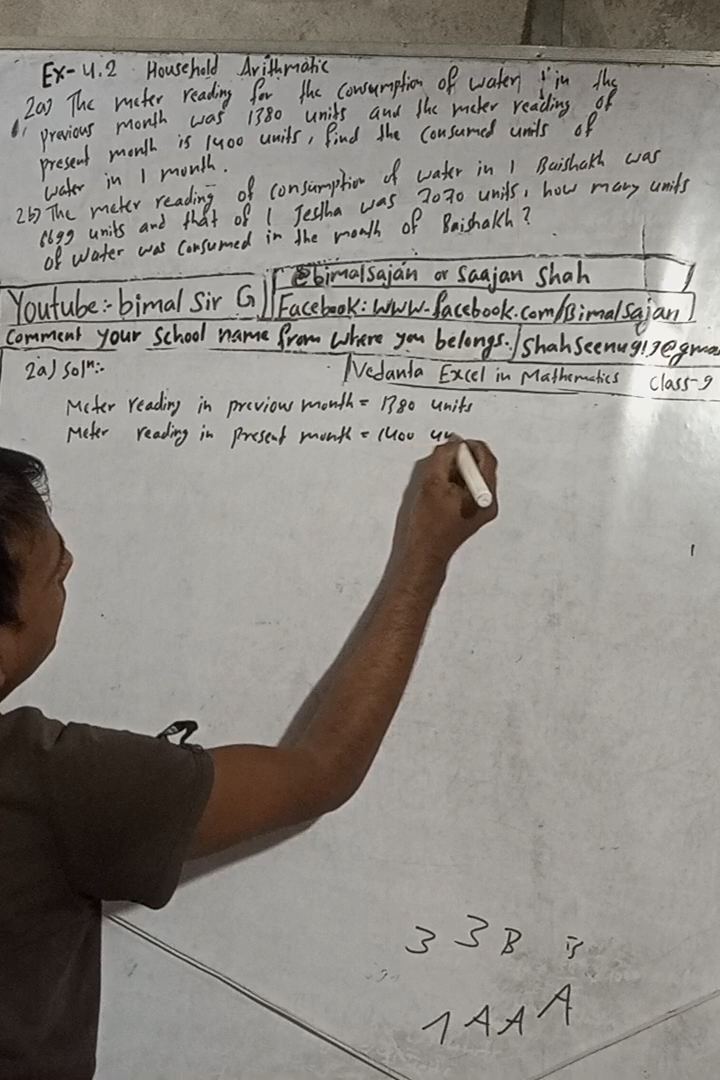 Ex- 4.2 Household Arithmatic
2a) The meter reading for the consumption of water in the
previous month was 1380 units and the meter reading of
present month is 1400 units, find the consumed units of
water in 1 month.
2b) The meter reading of consumption of water in 1 Baishakh was
units and that of 1 Jestha was 7070 units, how many units
of water was consumed in the month of Baishakh?
@bimalsajan or Saajan Shah
Youtube:- bimal Sir G
Facebook: www.facebook.com/Bimalsajan
Comment your School name from where you belongs.
2a) Solⁿ:-
Vedanta Excel in Mathematics Class-9
Meter reading in previous month = 1380 units
Meter reading in present month = 1400 un
3 3 B B
1 A A A